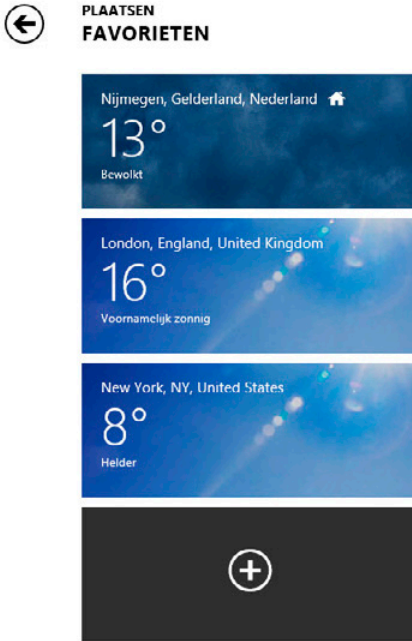 PLAATSEN
FAVORIETEN
Nijmegen, Gelderland, Nederland
13°
Bewolkt
London, England, United Kingdom
16°
Voornamelijk zonnig
New York, NY, United States
8°
Helder